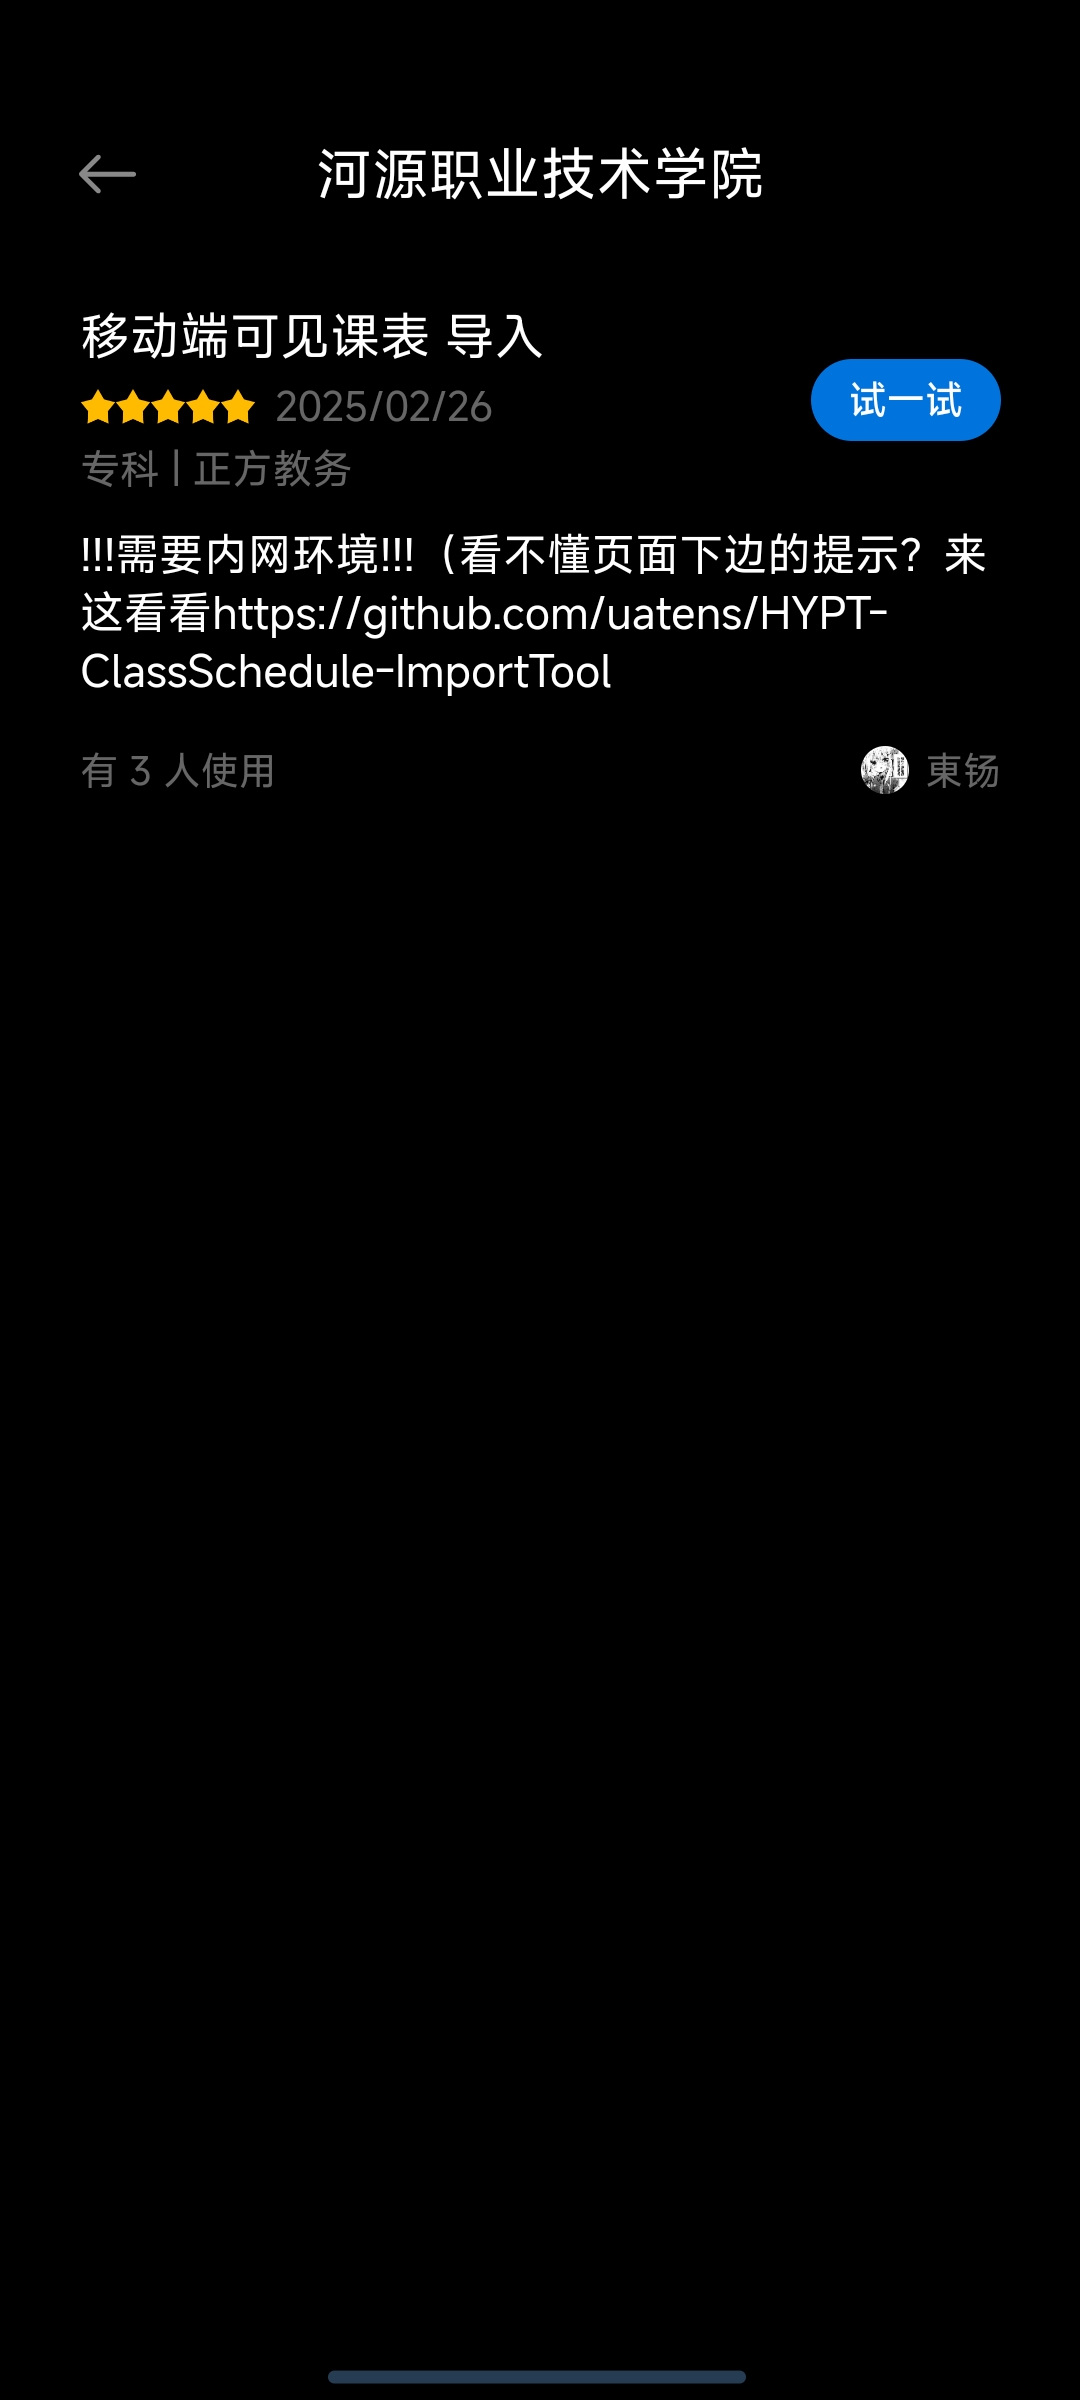 河源职业技术学院
移动端可见课表 导入
2025/02/26
试一试
专科 | 正方教务
!!!需要内网环境!!!（看不懂页面下边的提示？来
这看看https://github.com/uatens/HYPT-
ClassSchedule-ImportTool
有 3 人使用
東钖